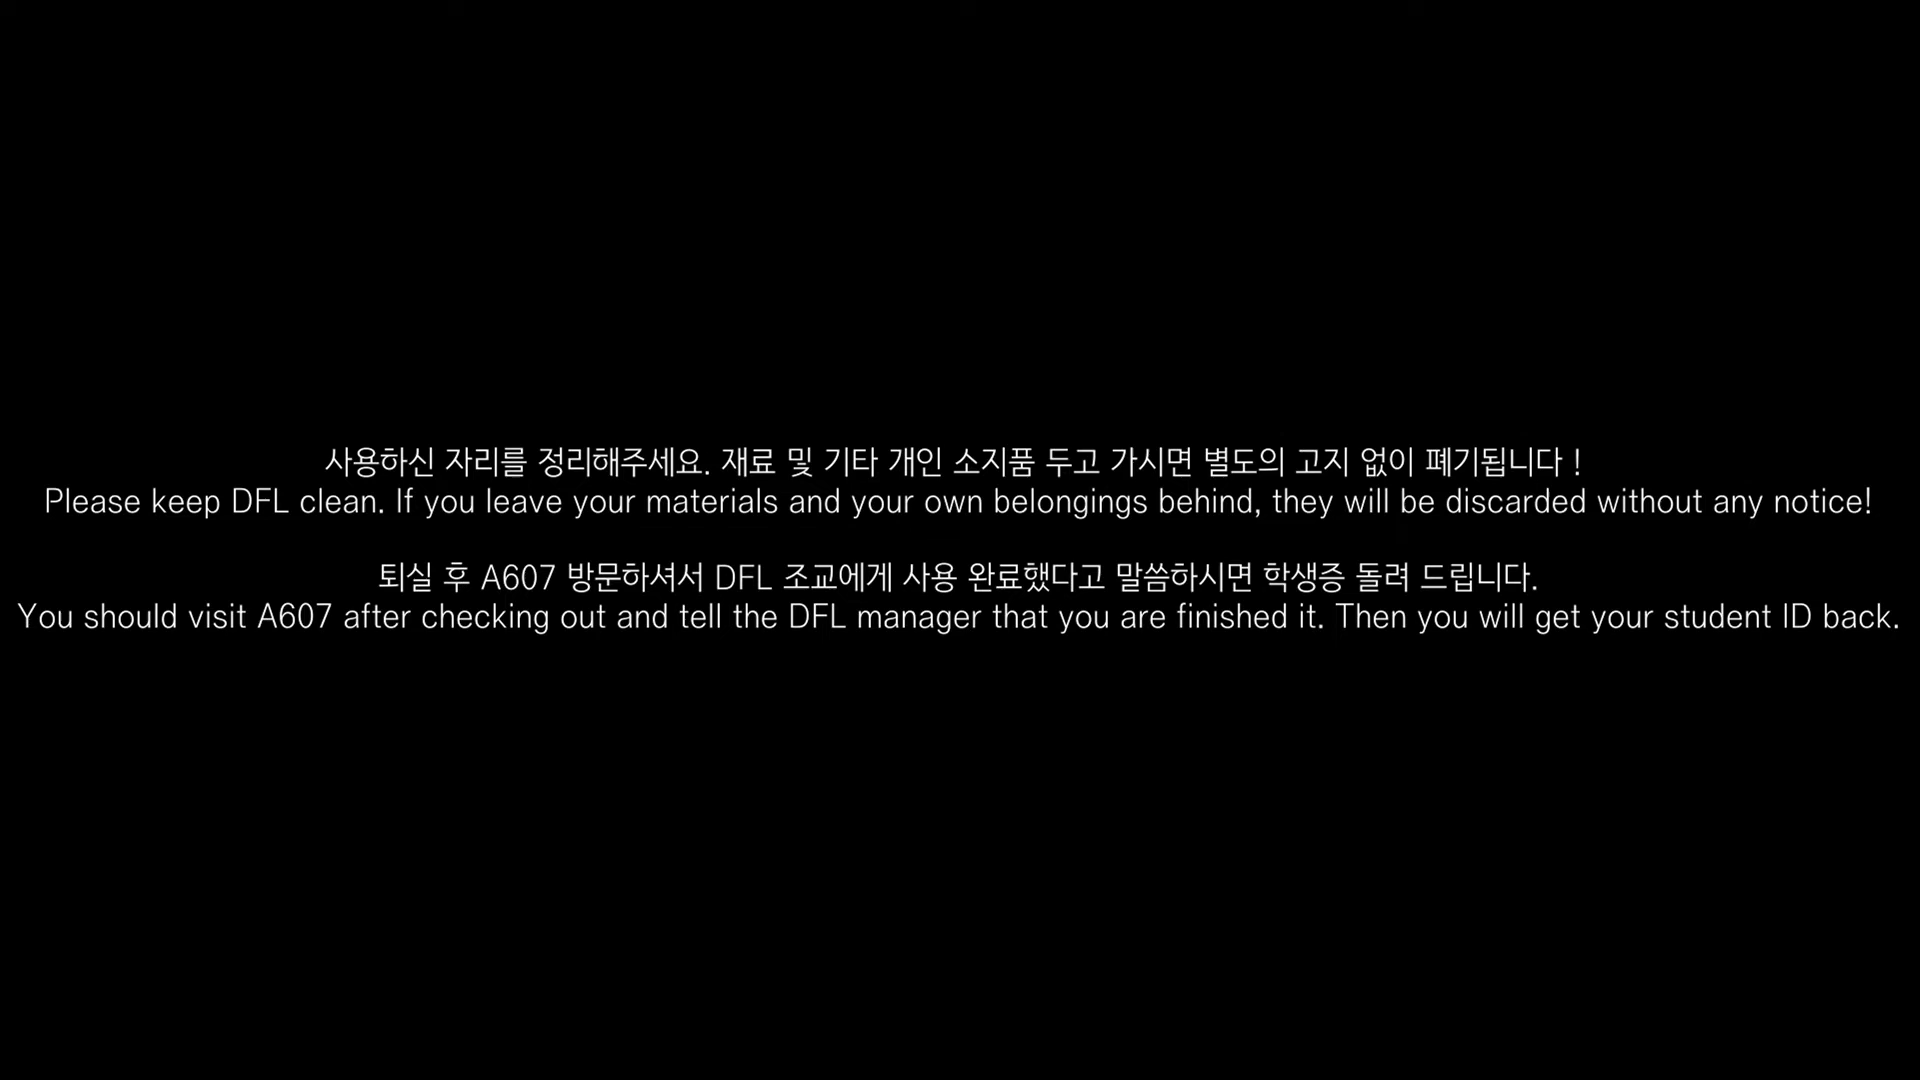 사용하신 자리를 정리해주세요. 재료 및 기타 개인 소지품 두고 가시면 별도의 고지 없이 폐기됩니다 !
Please keep DFL clean. If you leave your materials and your own belongings behind, they will be discarded without any notice!
퇴실 후 A607 방문하셔서 DFL 조교에게 사용 완료했다고 말씀하시면 학생증 돌려 드립니다.
You should visit A607 after checking out and tell the DFL manager that you are finished it. Then you will get your student ID back.